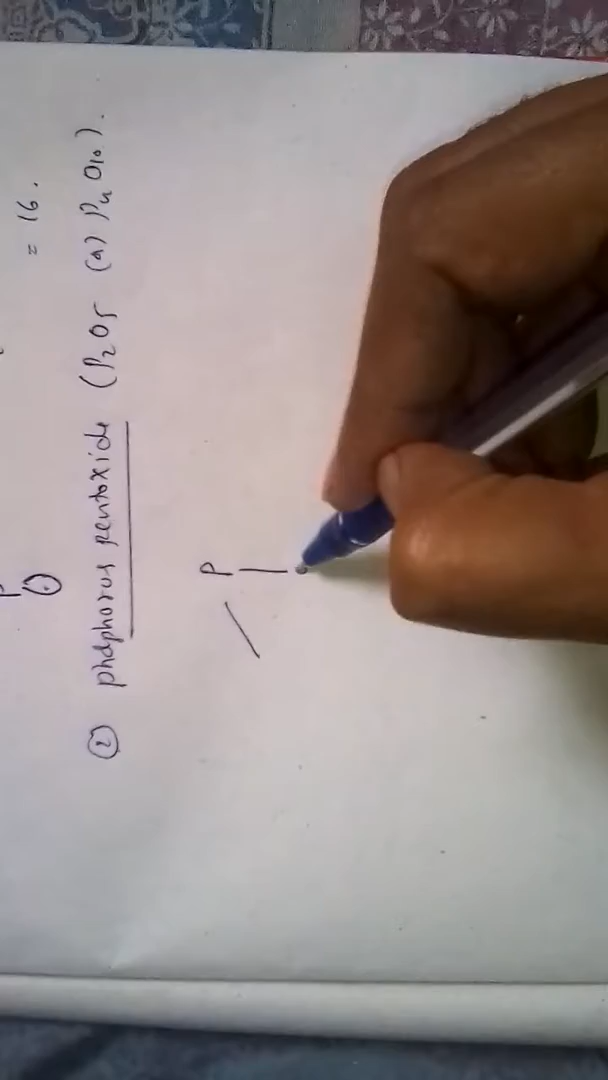 P
O
= 16.
② phosphorus pentoxide (P₂O₅ (a) P₄O₁₀).
P